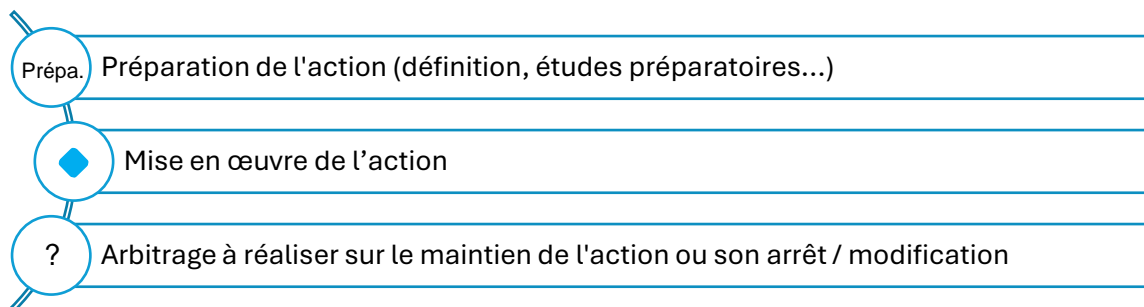 Prépa. Préparation de l'action (définition, études préparatoires...)
Mise en œuvre de l’action
? Arbitrage à réaliser sur le maintien de l'action ou son arrêt / modification